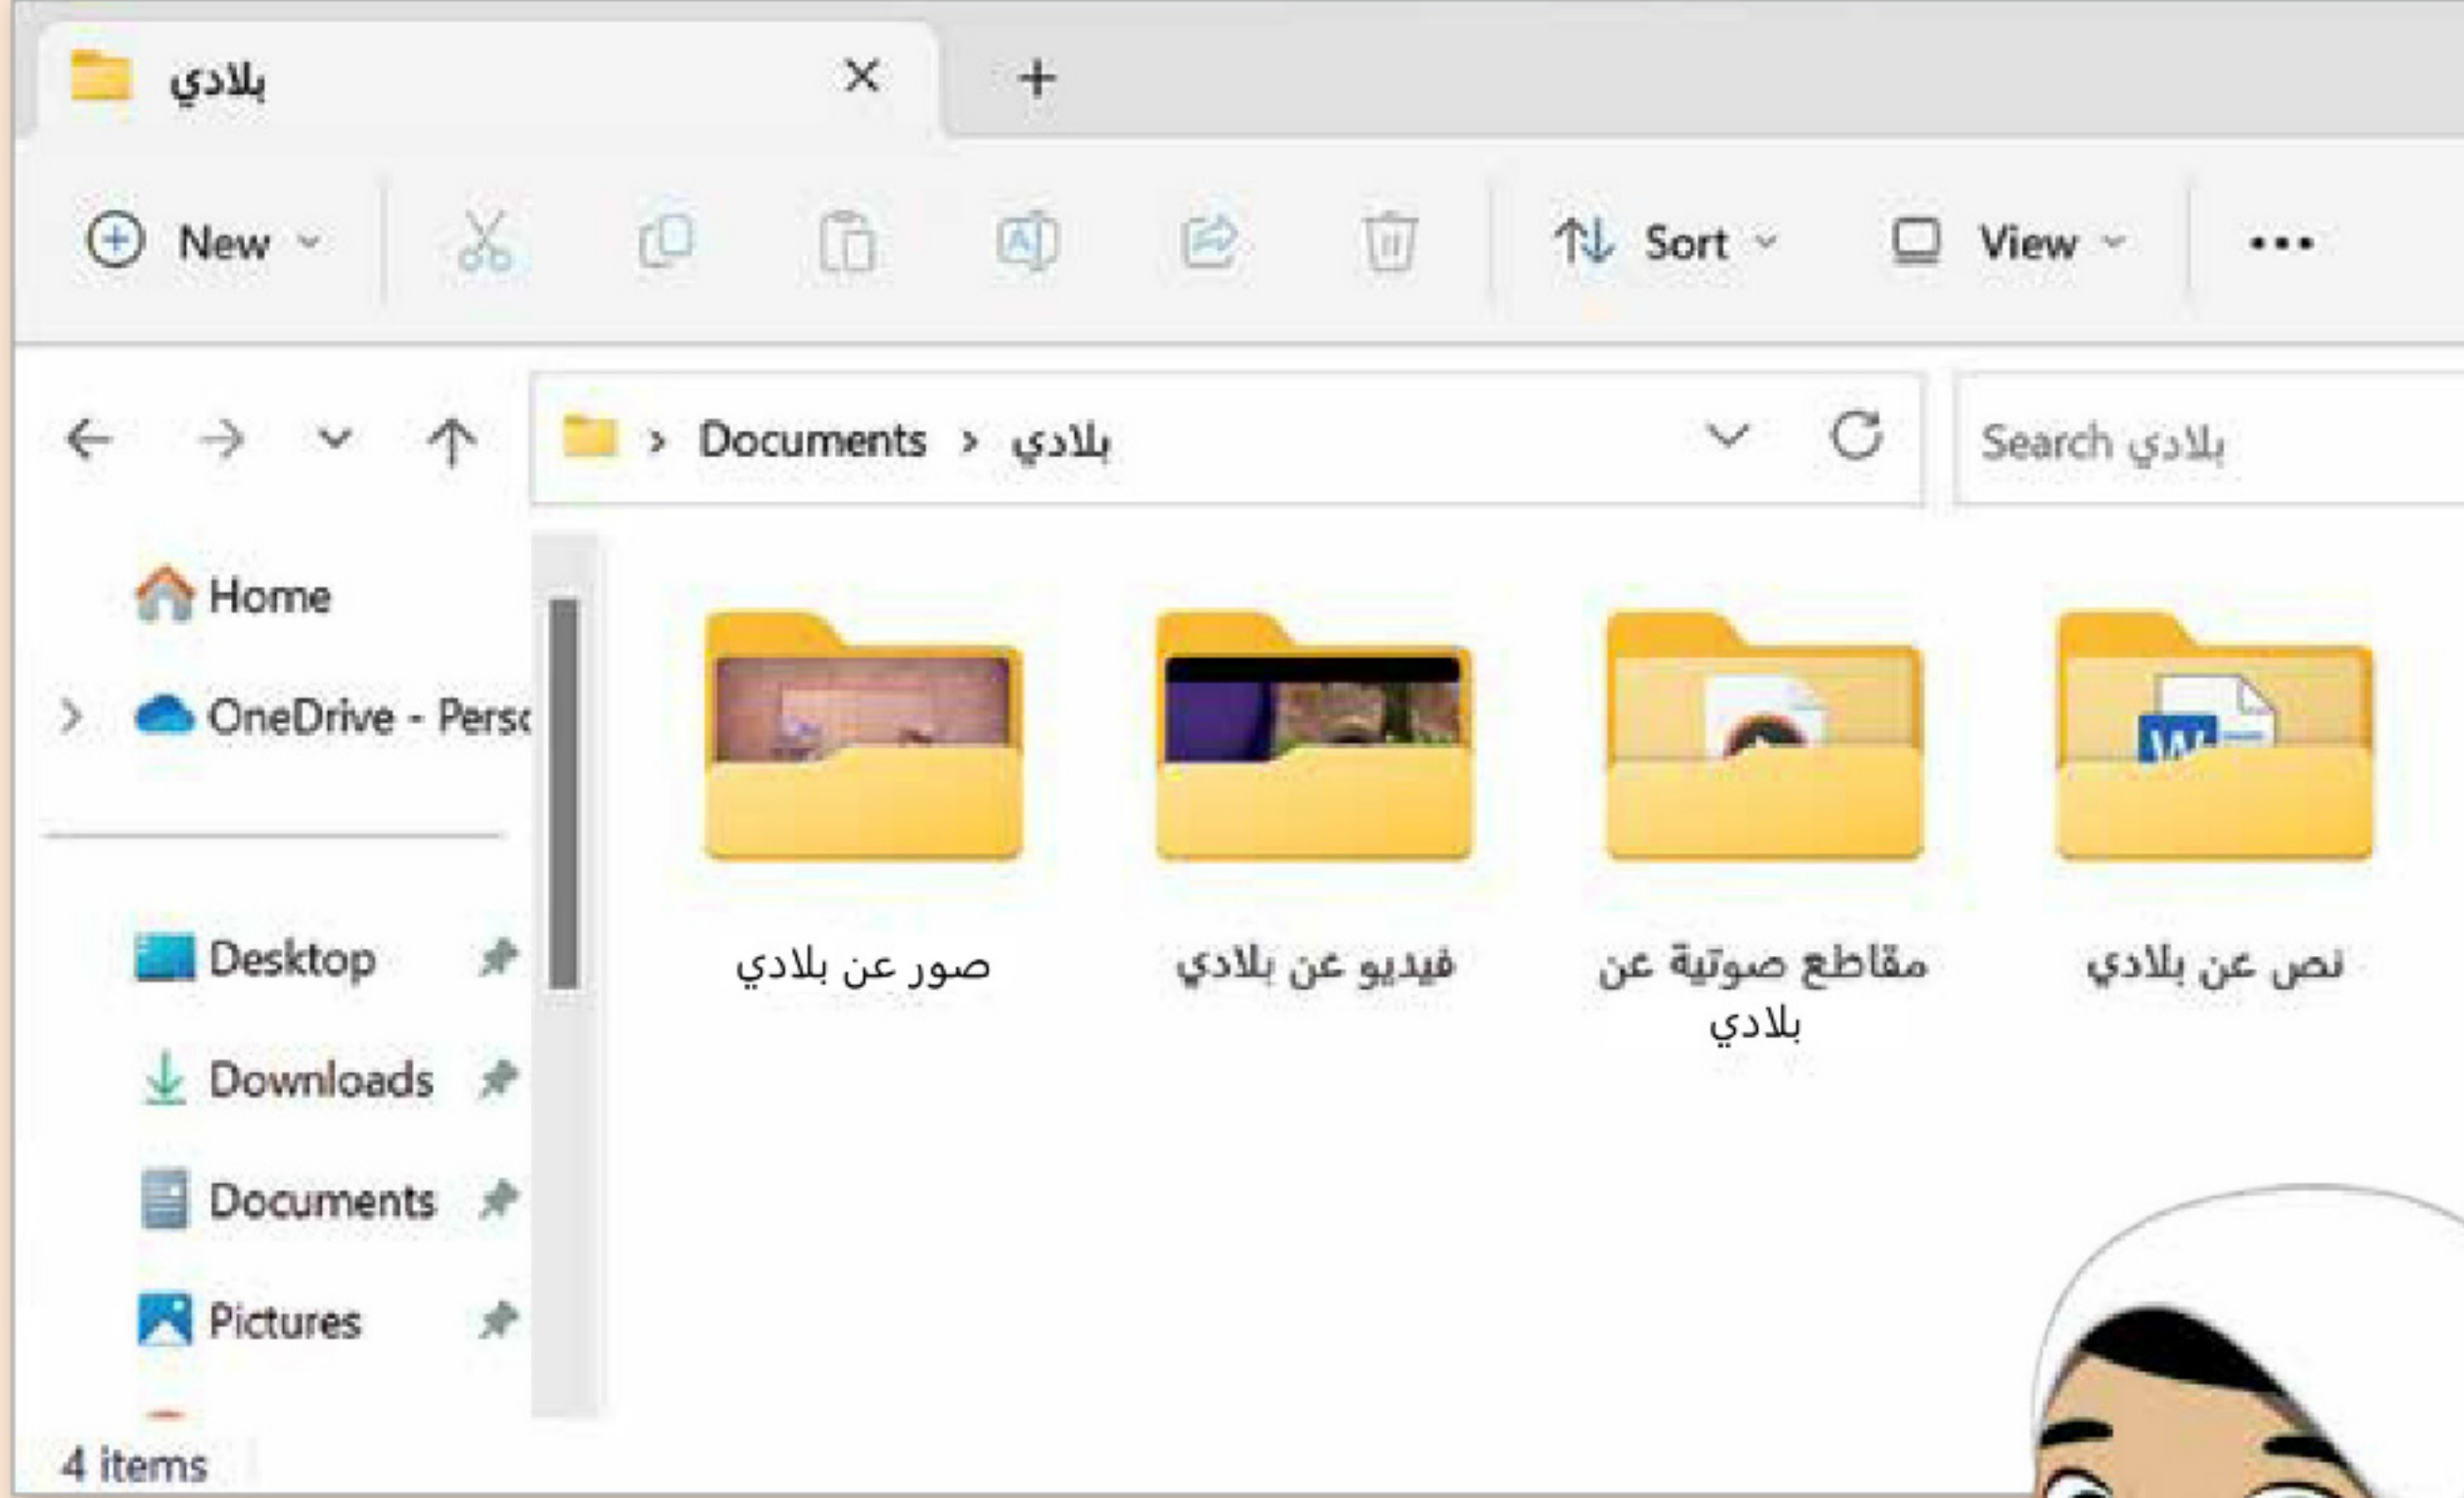 بلادي
New
Sort
View
Documents > بلادي
Search بلادي
Home
OneDrive - Perso
Desktop
Downloads
Documents
Pictures
صور عن بلادي
فيديو عن بلادي
مقاطع صوتية عن
بلادي
نص عن بلادي
4 items